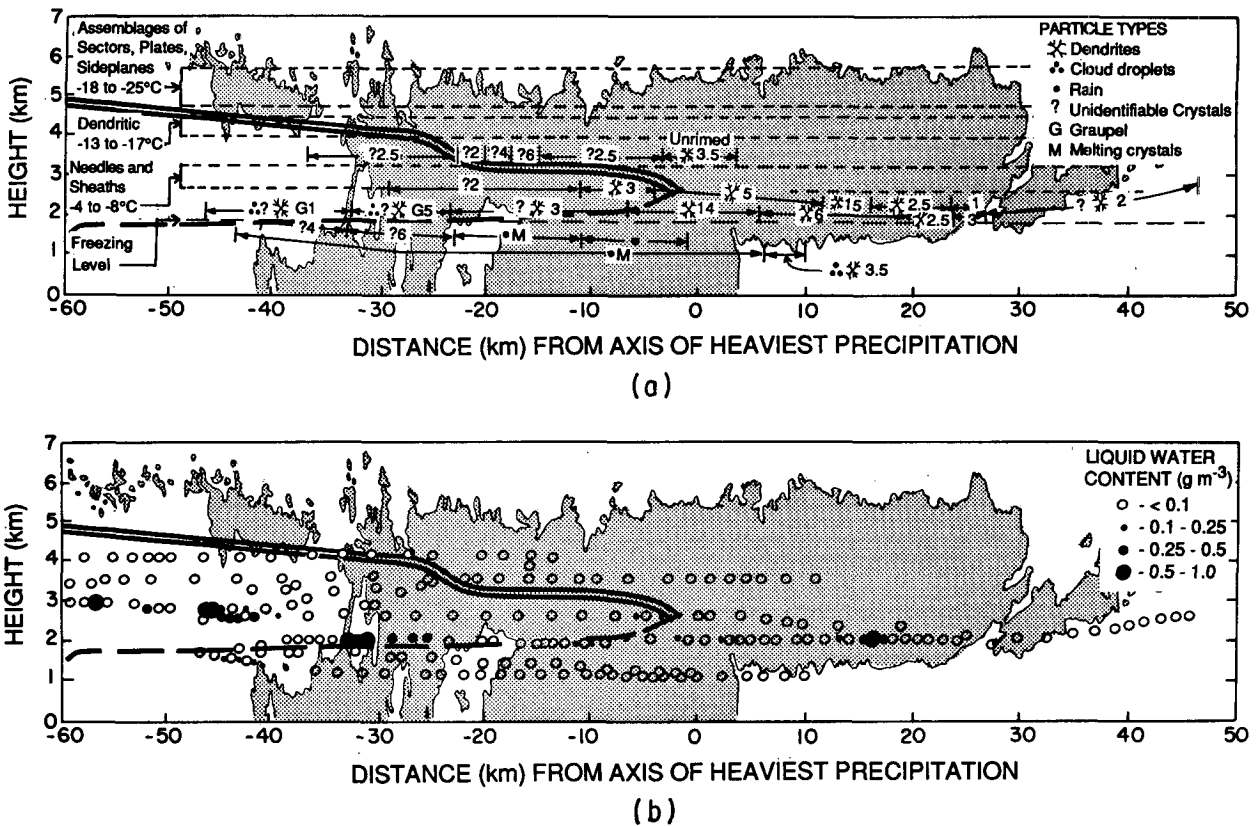 7
6
5
4
3
2
1
0
HEIGHT (km)
Assemblages of
Sectors, Plates,
Sideplanes
-18 to -25°C
Dendritic
-13 to -17°C
Needles and
Sheaths
-4 to -8°C
Freezing
Level
PARTICLE TYPES
Dendrites
Cloud droplets
• Rain
? Unidentifiable Crystals
G Graupel
M Melting crystals
Unrimed
?2.5 ?2 ?4 ?6 ?2.5 3.5
?2 3 5
15 2.5 1
? G1 ? G5 ? 3 14 6 2.5 3 ? 2
?4 ?6 •M •
•M
3.5
-60 -50 -40 -30 -20 -10 0 10 20 30 40 50
DISTANCE (km) FROM AXIS OF HEAVIEST PRECIPITATION
(a)
7
6
5
4
3
2
1
0
HEIGHT (km)
LIQUID WATER
CONTENT (g m⁻³)
- < 0.1
- 0.1 - 0.25
- 0.25 - 0.5
- 0.5 - 1.0
-60 -50 -40 -30 -20 -10 0 10 20 30 40 50
DISTANCE (km) FROM AXIS OF HEAVIEST PRECIPITATION
(b)